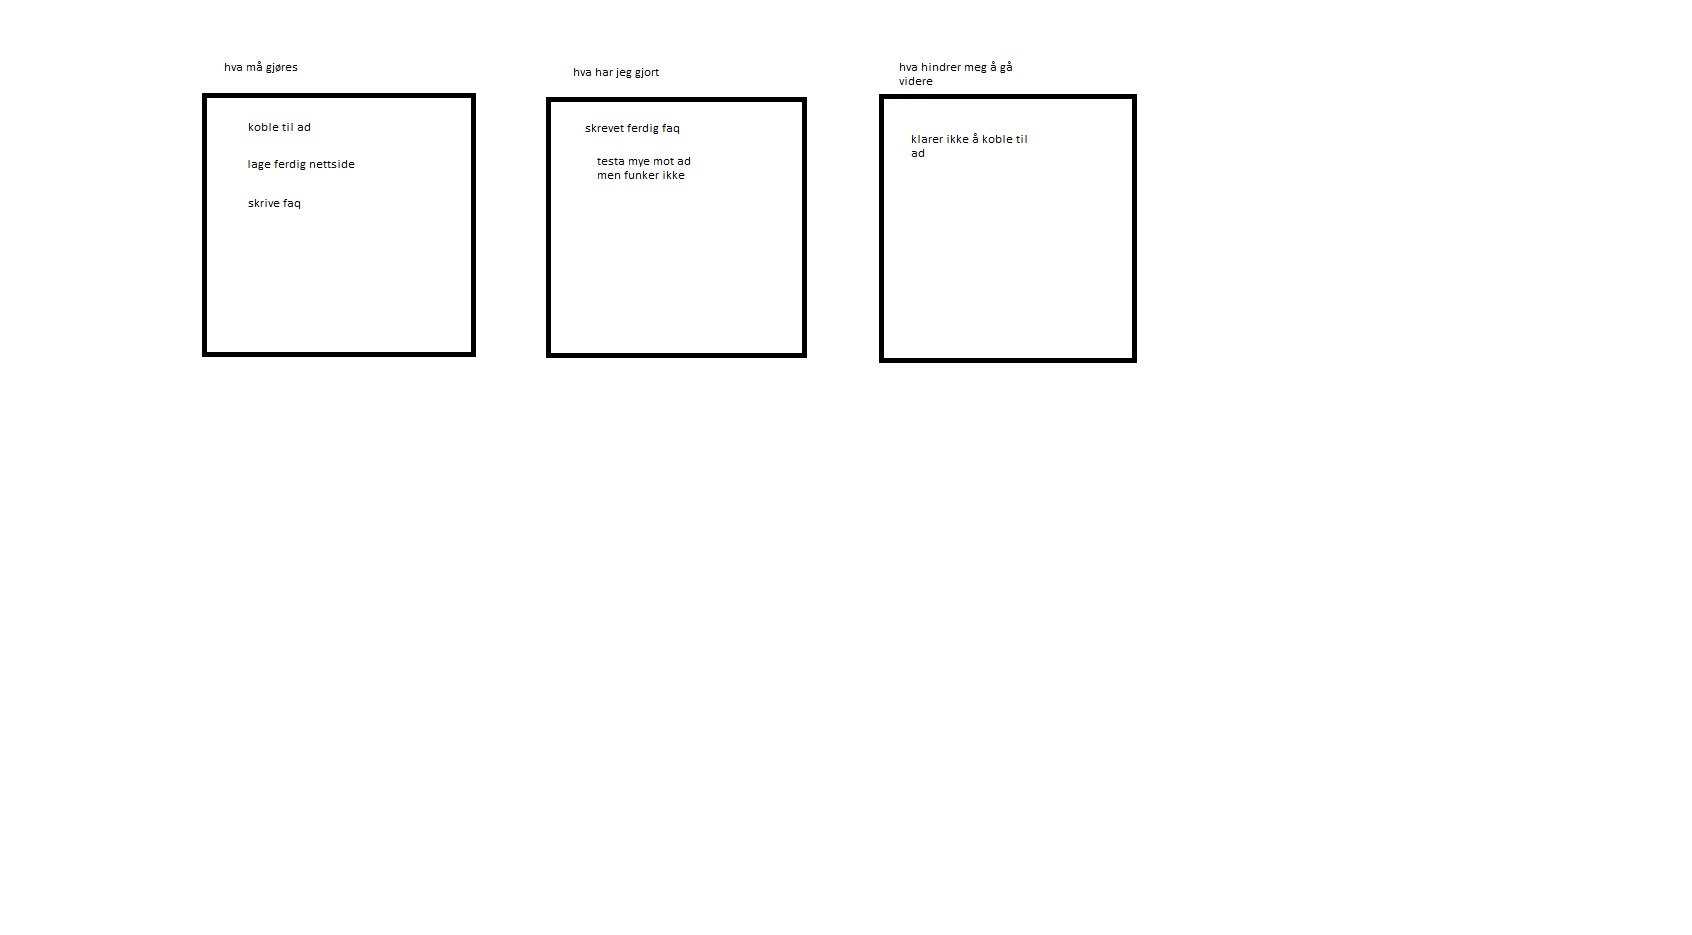 hva må gjøres
koble til ad
lage ferdig nettside
skrive faq
hva har jeg gjort
skrevet ferdig faq
testa mye mot ad
men funker ikke
hva hindrer meg å gå
videre
klarer ikke å koble til
ad